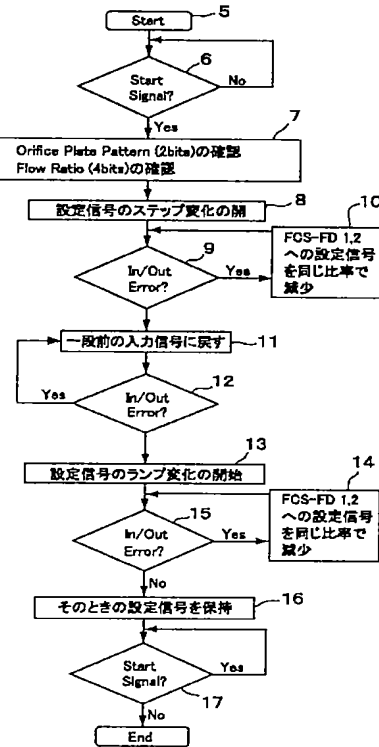 Start
5
6
Start
Signal?
No
Yes
7
Orifice Plate Pattern (2bits)の確認
Flow Ratio (4bits)の確認
8
設定信号のステップ変化の開
10
9
In/Out
Error?
Yes
FCS-FD 1,2
への設定信号
を同じ比率で
減少
一段前の入力信号に戻す
11
Yes
12
In/Out
Error?
13
設定信号のランプ変化の開始
14
15
In/Out
Error?
Yes
FCS-FD 1,2
への設定信号
を同じ比率で
減少
No
そのときの設定信号を保持
16
Start
Signal?
Yes
17
No
End